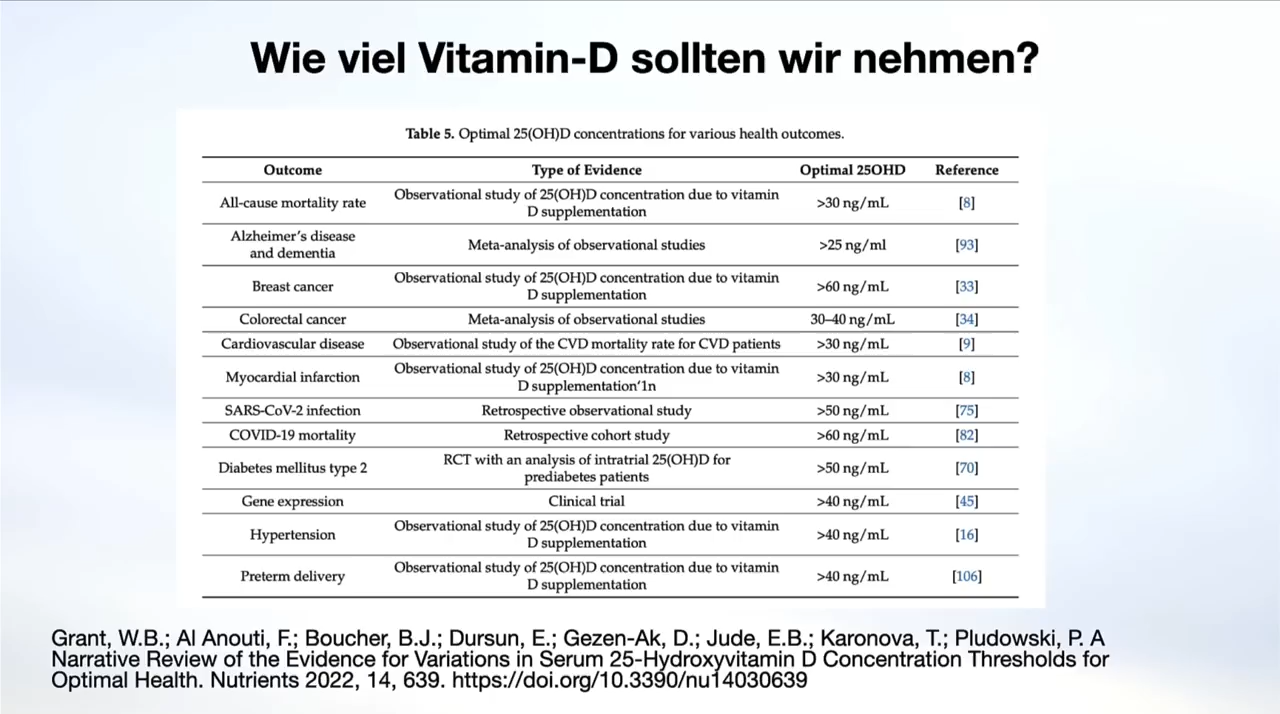 Wie viel Vitamin-D sollten wir nehmen?
Table 5. Optimal 25(OH)D concentrations for various health outcomes.
Outcome Type of Evidence Optimal 25OHD Reference
All-cause mortality rate Observational study of 25(OH)D concentration due to vitamin D supplementation >30 ng/mL [8]
Alzheimer's disease and dementia Meta-analysis of observational studies >25 ng/ml [93]
Breast cancer Observational study of 25(OH)D concentration due to vitamin D supplementation >60 ng/mL [33]
Colorectal cancer Meta-analysis of observational studies 30–40 ng/mL [34]
Cardiovascular disease Observational study of the CVD mortality rate for CVD patients >30 ng/mL [9]
Myocardial infarction Observational study of 25(OH)D concentration due to vitamin D supplementation‘1n >30 ng/mL [8]
SARS-CoV-2 infection Retrospective observational study >50 ng/mL [75]
COVID-19 mortality Retrospective cohort study >60 ng/mL [82]
Diabetes mellitus type 2 RCT with an analysis of intratrial 25(OH)D for prediabetes patients >50 ng/mL [70]
Gene expression Clinical trial >40 ng/mL [45]
Hypertension Observational study of 25(OH)D concentration due to vitamin D supplementation >40 ng/mL [16]
Preterm delivery Observational study of 25(OH)D concentration due to vitamin D supplementation >40 ng/mL [106]
Grant, W.B.; Al Anouti, F.; Boucher, B.J.; Dursun, E.; Gezen-Ak, D.; Jude, E.B.; Karonova, T.; Pludowski, P. A
Narrative Review of the Evidence for Variations in Serum 25-Hydroxyvitamin D Concentration Thresholds for
Optimal Health. Nutrients 2022, 14, 639. https://doi.org/10.3390/nu14030639